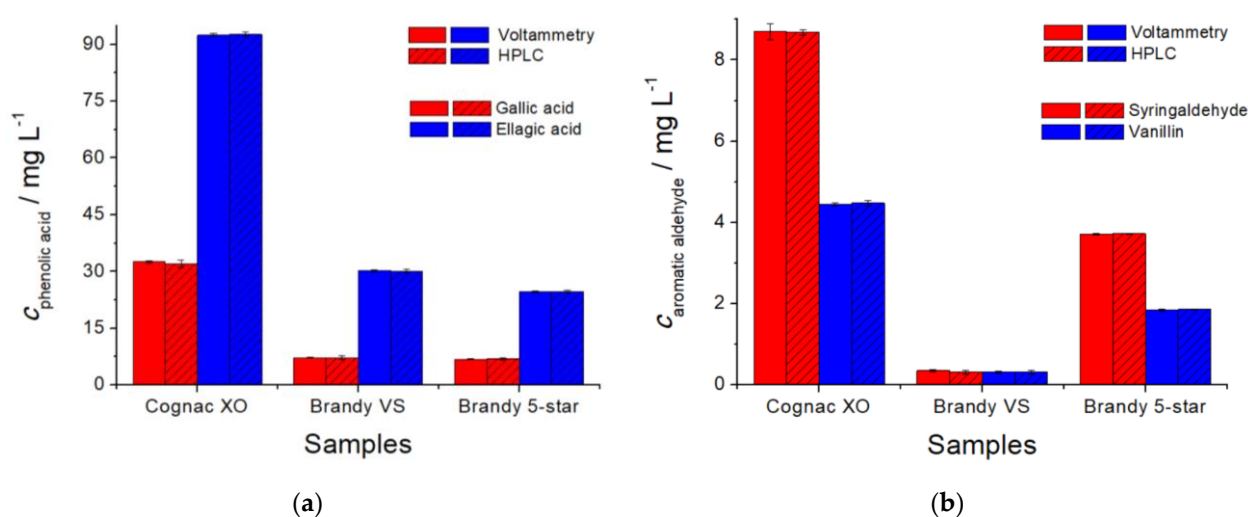 c phenolic acid / mg L⁻¹
90
75
60
45
30
15
0
Voltammetry
HPLC
Gallic acid
Ellagic acid
Cognac XO Brandy VS Brandy 5-star
Samples
(a)
c aromatic aldehyde / mg L⁻¹
8
6
4
2
0
Voltammetry
HPLC
Syringaldehyde
Vanillin
Cognac XO Brandy VS Brandy 5-star
Samples
(b)